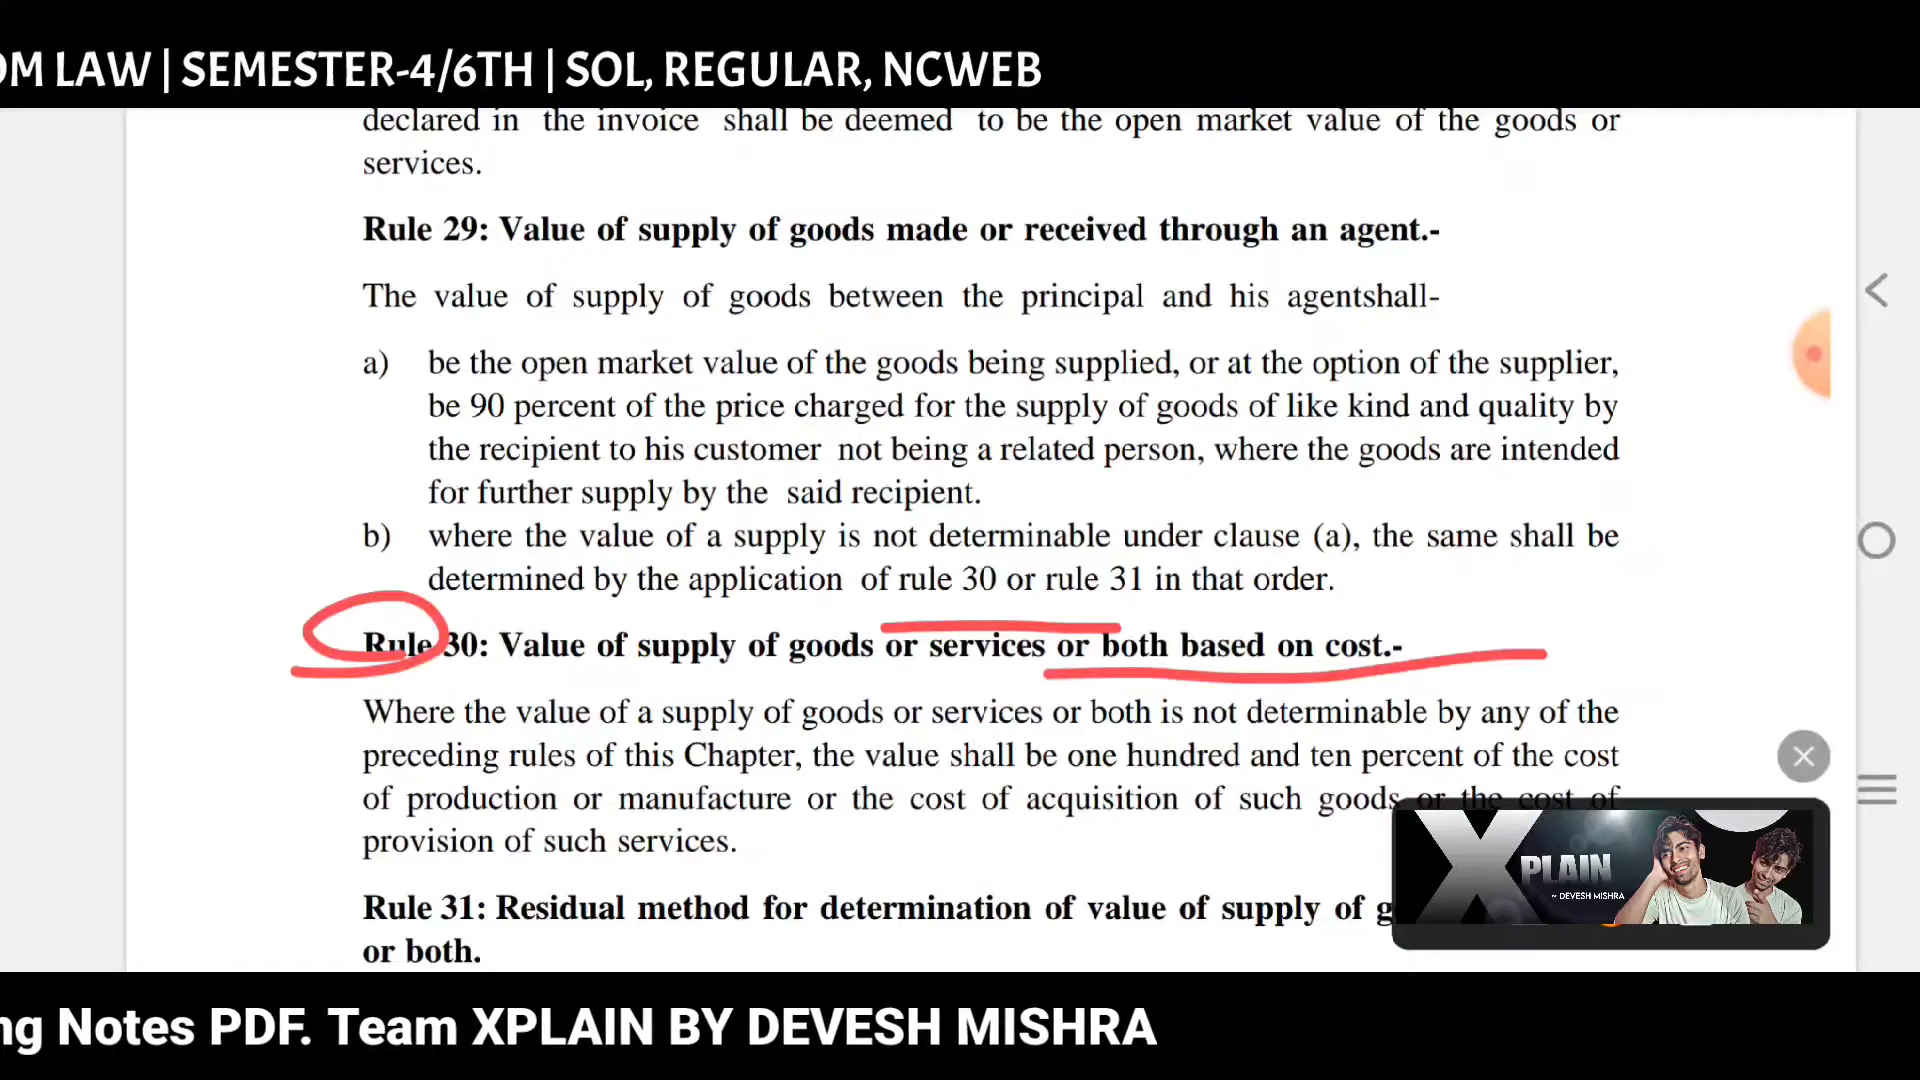 OM LAW | SEMESTER-4/6TH | SOL, REGULAR, NCWEB
declared in the invoice shall be deemed to be the open market value of the goods or
services.
Rule 29: Value of supply of goods made or received through an agent.-
The value of supply of goods between the principal and his agentshall-
a) be the open market value of the goods being supplied, or at the option of the supplier,
be 90 percent of the price charged for the supply of goods of like kind and quality by
the recipient to his customer not being a related person, where the goods are intended
for further supply by the said recipient.
b) where the value of a supply is not determinable under clause (a), the same shall be
determined by the application of rule 30 or rule 31 in that order.
Rule 30: Value of supply of goods or services or both based on cost.-
Where the value of a supply of goods or services or both is not determinable by any of the
preceding rules of this Chapter, the value shall be one hundred and ten percent of the cost
of production or manufacture or the cost of acquisition of such goods or the cost of
provision of such services.
Rule 31: Residual method for determination of value of supply of g
or both.
XPLAIN
~ DEVESH MISHRA
ng Notes PDF. Team XPLAIN BY DEVESH MISHRA